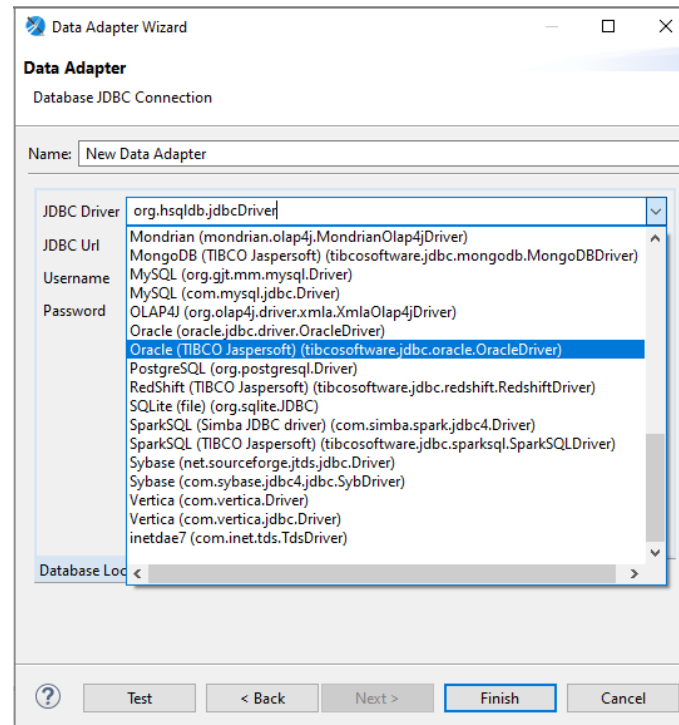 Data Adapter Wizard
Data Adapter
Database JDBC Connection
Name: New Data Adapter
JDBC Driver org.hsqldb.jdbcDriver
JDBC Url
Username
Password
Mondrian (mondrian.olap4j.MondrianOlap4jDriver)
MongoDB (TIBCO Jaspersoft) (tibcosoftware.jdbc.mongodb.MongoDBDriver)
MySQL (org.gjt.mm.mysql.Driver)
MySQL (com.mysql.jdbc.Driver)
OLAP4J (org.olap4j.driver.xmla.XmlaOlap4jDriver)
Oracle (oracle.jdbc.driver.OracleDriver)
Oracle (TIBCO Jaspersoft) (tibcosoftware.jdbc.oracle.OracleDriver)
PostgreSQL (org.postgresql.Driver)
RedShift (TIBCO Jaspersoft) (tibcosoftware.jdbc.redshift.RedshiftDriver)
SQLite (file) (org.sqlite.JDBC)
SparkSQL (Simba JDBC driver) (com.simba.spark.jdbc4.Driver)
SparkSQL (TIBCO Jaspersoft) (tibcosoftware.jdbc.sparksql.SparkSQLDriver)
Sybase (net.sourceforge.jtds.jdbc.Driver)
Sybase (com.sybase.jdbc4.jdbc.SybDriver)
Vertica (com.vertica.Driver)
Vertica (com.vertica.jdbc.Driver)
inetdae7 (com.inet.tds.TdsDriver)
Database Loc
? Test < Back Next > Finish Cancel